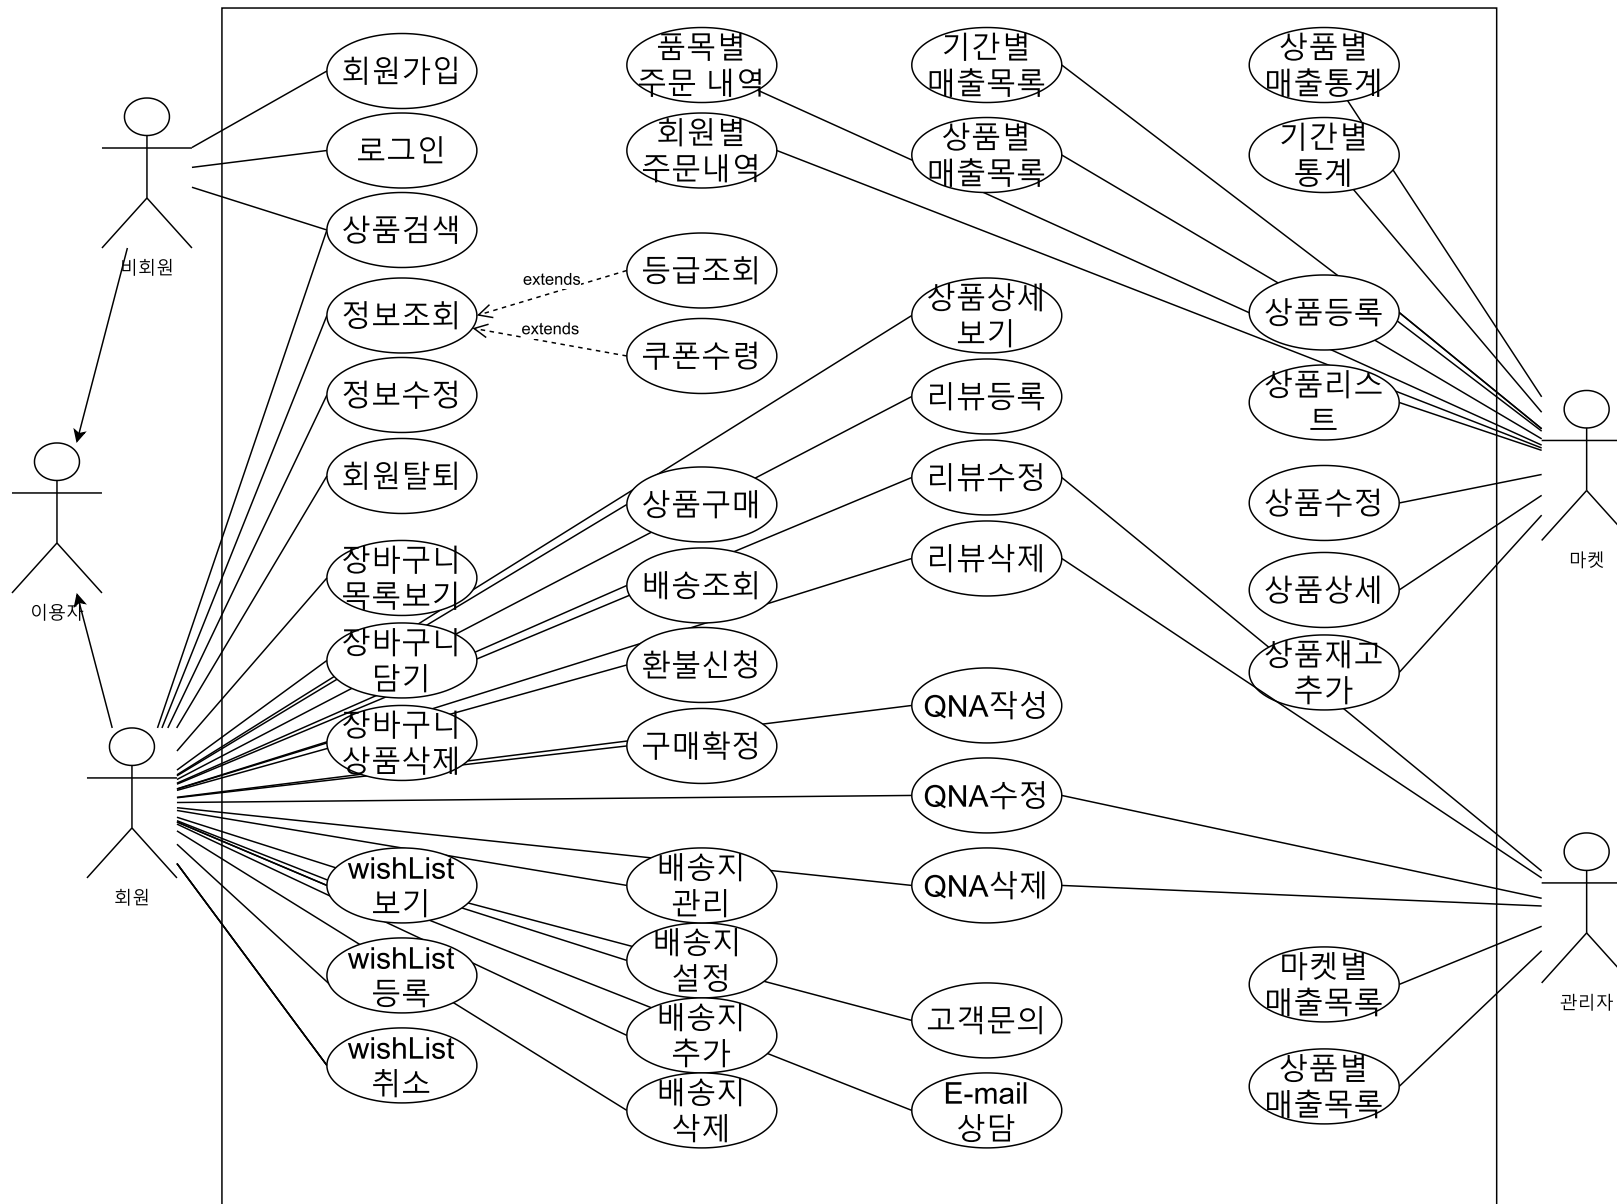 회원가입
로그인
상품검색
정보조회
정보수정
회원탈퇴
장바구니
목록보기
장바구니
담기
장바구니
상품삭제
wishList
보기
wishList
등록
wishList
취소
품목별
주문 내역
회원별
주문내역
등급조회
쿠폰수령
extends
extends
상품구매
배송조회
환불신청
구매확정
배송지
관리
배송지
설정
배송지
추가
배송지
삭제
기간별
매출목록
상품별
매출목록
상품상세
보기
리뷰등록
리뷰수정
리뷰삭제
QNA작성
QNA수정
QNA삭제
고객문의
E-mail
상담
상품별
매출통계
기간별
통계
상품등록
상품리스
트
상품수정
상품상세
상품재고
추가
마켓별
매출목록
상품별
매출목록
비회원
이용자
회원
마켓
관리자